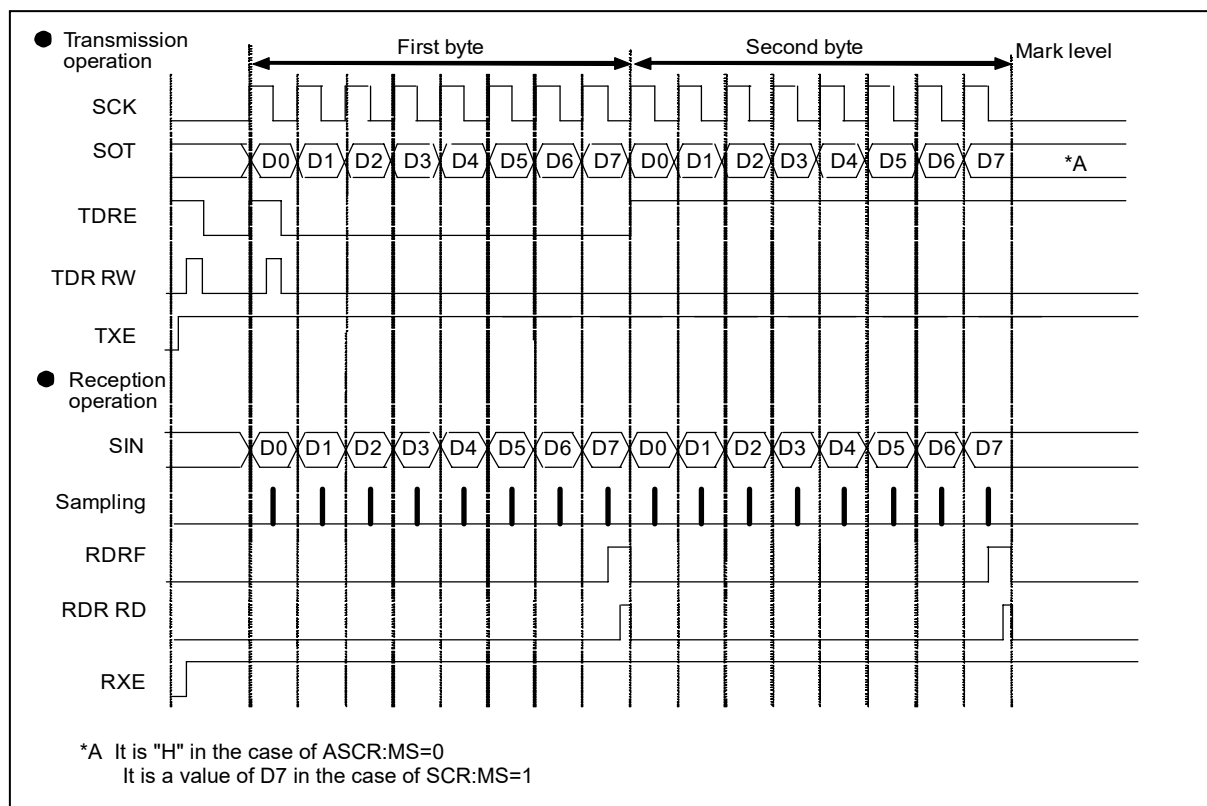 ● Transmission
operation
First byte
Second byte
Mark level
SCK
SOT
D0 D1 D2 D3 D4 D5 D6 D7 D0 D1 D2 D3 D4 D5 D6 D7
*A
TDRE
TDR RW
TXE
● Reception
operation
SIN
D0 D1 D2 D3 D4 D5 D6 D7 D0 D1 D2 D3 D4 D5 D6 D7
Sampling
RDRF
RDR RD
RXE
*A It is "H" in the case of ASCR:MS=0
It is a value of D7 in the case of SCR:MS=1